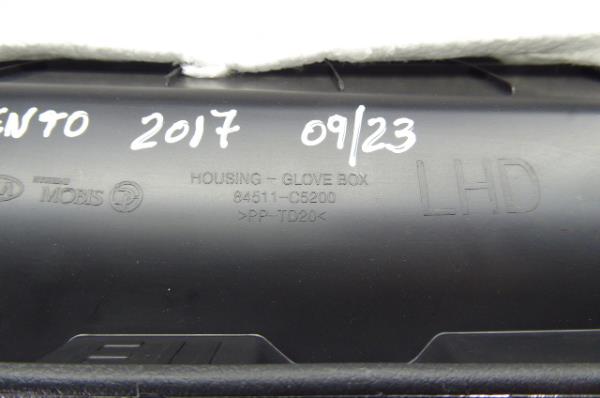 ENTO 2017 09/23
HOUSING - GLOVE BOX
MOBIS 84511-C5200 LHD
>PP-TD20<